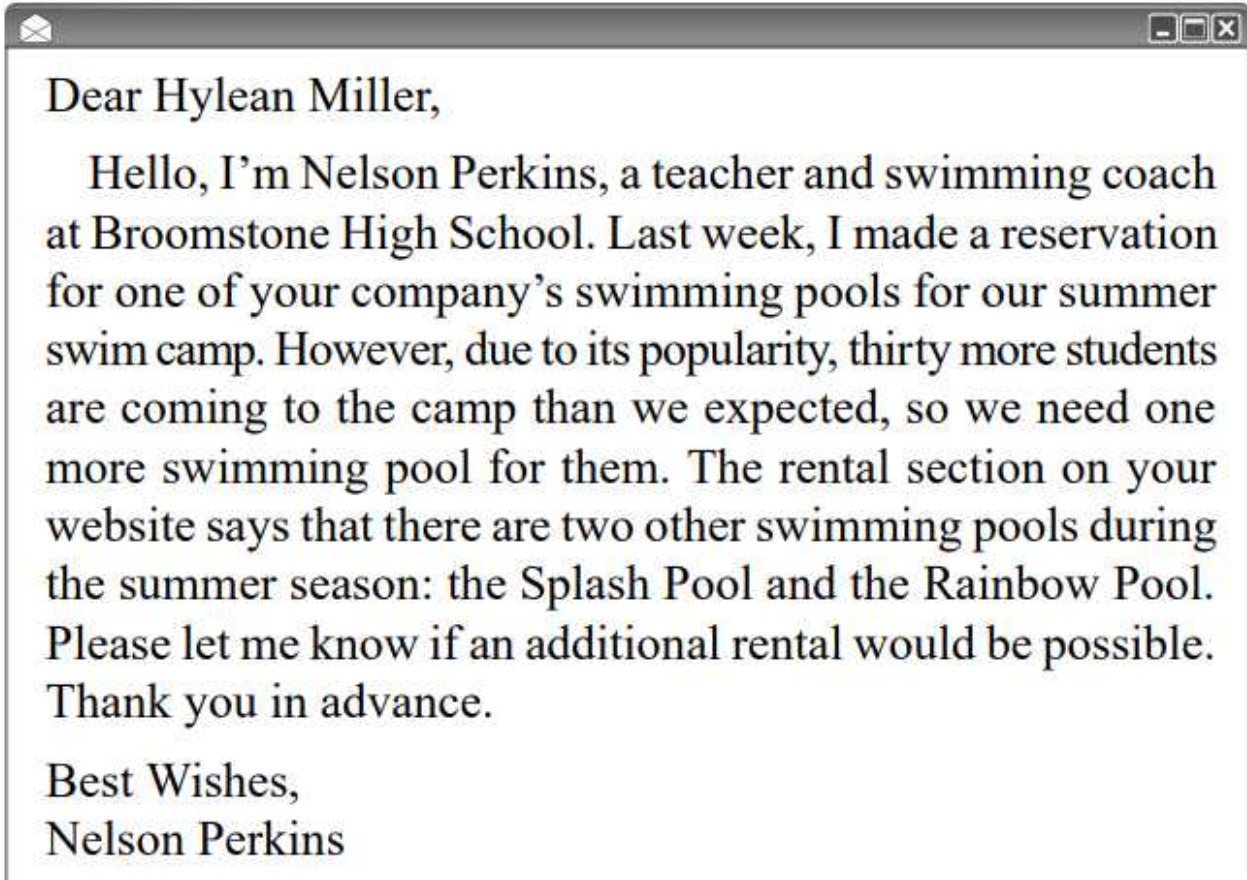 Dear Hylean Miller,
Hello, I’m Nelson Perkins, a teacher and swimming coach
at Broomstone High School. Last week, I made a reservation
for one of your company’s swimming pools for our summer
swim camp. However, due to its popularity, thirty more students
are coming to the camp than we expected, so we need one
more swimming pool for them. The rental section on your
website says that there are two other swimming pools during
the summer season: the Splash Pool and the Rainbow Pool.
Please let me know if an additional rental would be possible.
Thank you in advance.
Best Wishes,
Nelson Perkins